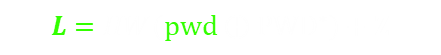 L = pwd